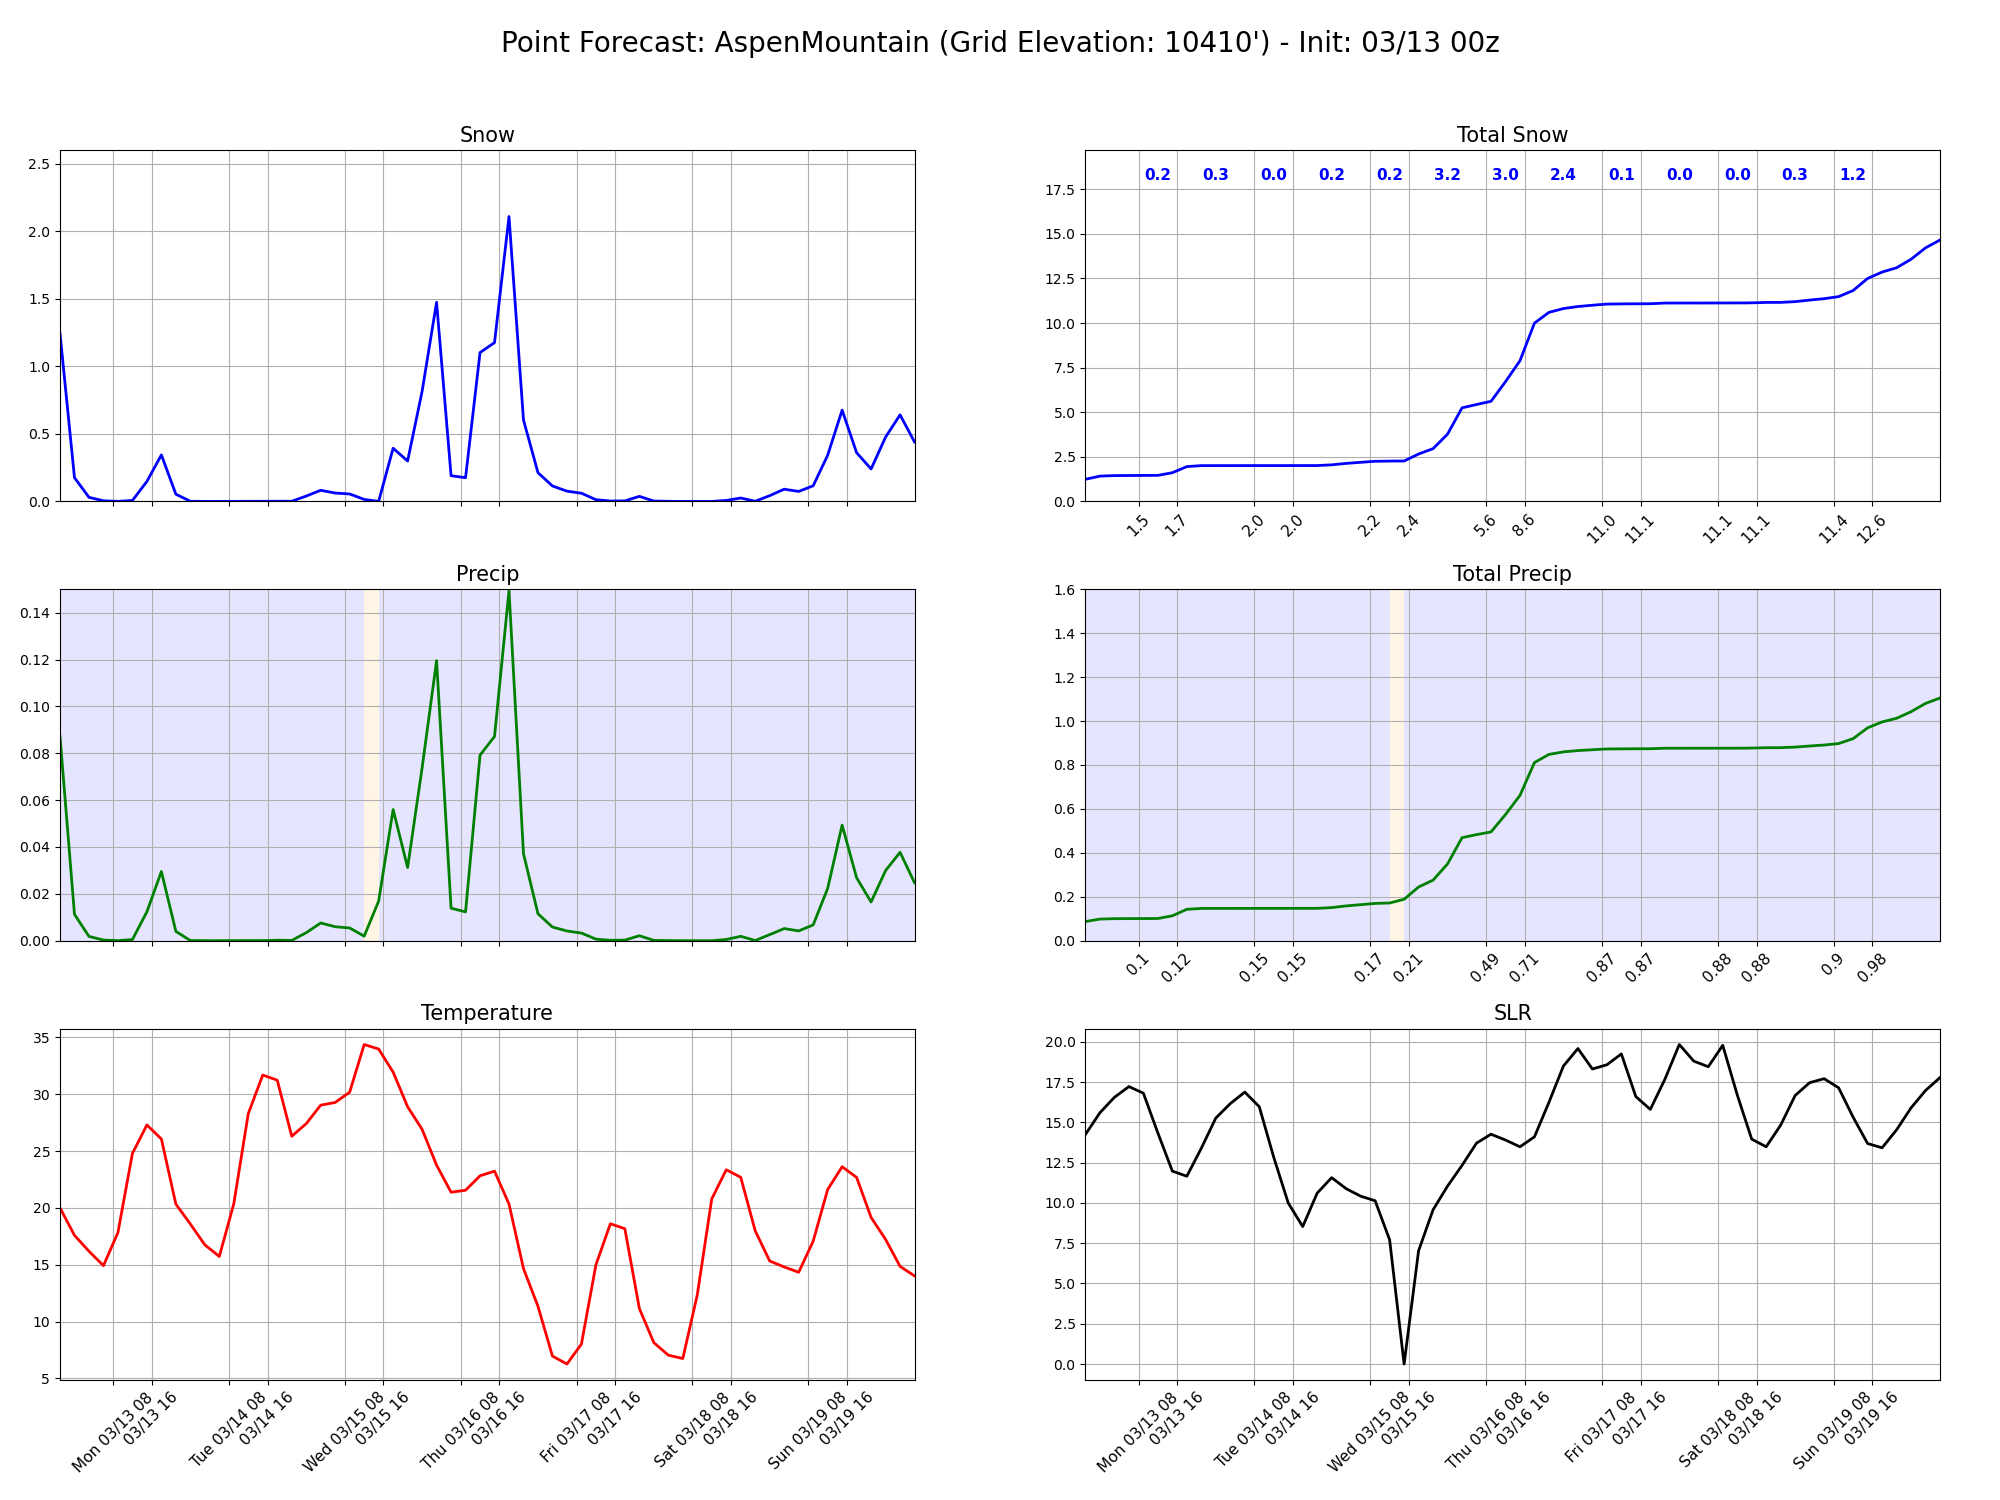 Point Forecast: AspenMountain (Grid Elevation: 10410') - Init: 03/13 00z
Snow
2.5
2.0
1.5
1.0
0.5
0.0
Total Snow
0.2 0.3 0.0 0.2 0.2 3.2 3.0 2.4 0.1 0.0 0.0 0.3 1.2
17.5
15.0
12.5
10.0
7.5
5.0
2.5
0.0
1.5 1.7 2.0 2.0 2.2 2.4 5.6 8.6 11.0 11.1 11.1 11.1 11.4 12.6
Precip
0.14
0.12
0.10
0.08
0.06
0.04
0.02
0.00
Total Precip
1.6
1.4
1.2
1.0
0.8
0.6
0.4
0.2
0.0
0.1 0.12 0.15 0.15 0.17 0.21 0.49 0.71 0.87 0.87 0.88 0.88 0.9 0.98
Temperature
35
30
25
20
15
10
5
Mon 03/13 08
03/13 16
Tue 03/14 08
03/14 16
Wed 03/15 08
03/15 16
Thu 03/16 08
03/16 16
Fri 03/17 08
03/17 16
Sat 03/18 08
03/18 16
Sun 03/19 08
03/19 16
SLR
20.0
17.5
15.0
12.5
10.0
7.5
5.0
2.5
0.0
Mon 03/13 08
03/13 16
Tue 03/14 08
03/14 16
Wed 03/15 08
03/15 16
Thu 03/16 08
03/16 16
Fri 03/17 08
03/17 16
Sat 03/18 08
03/18 16
Sun 03/19 08
03/19 16